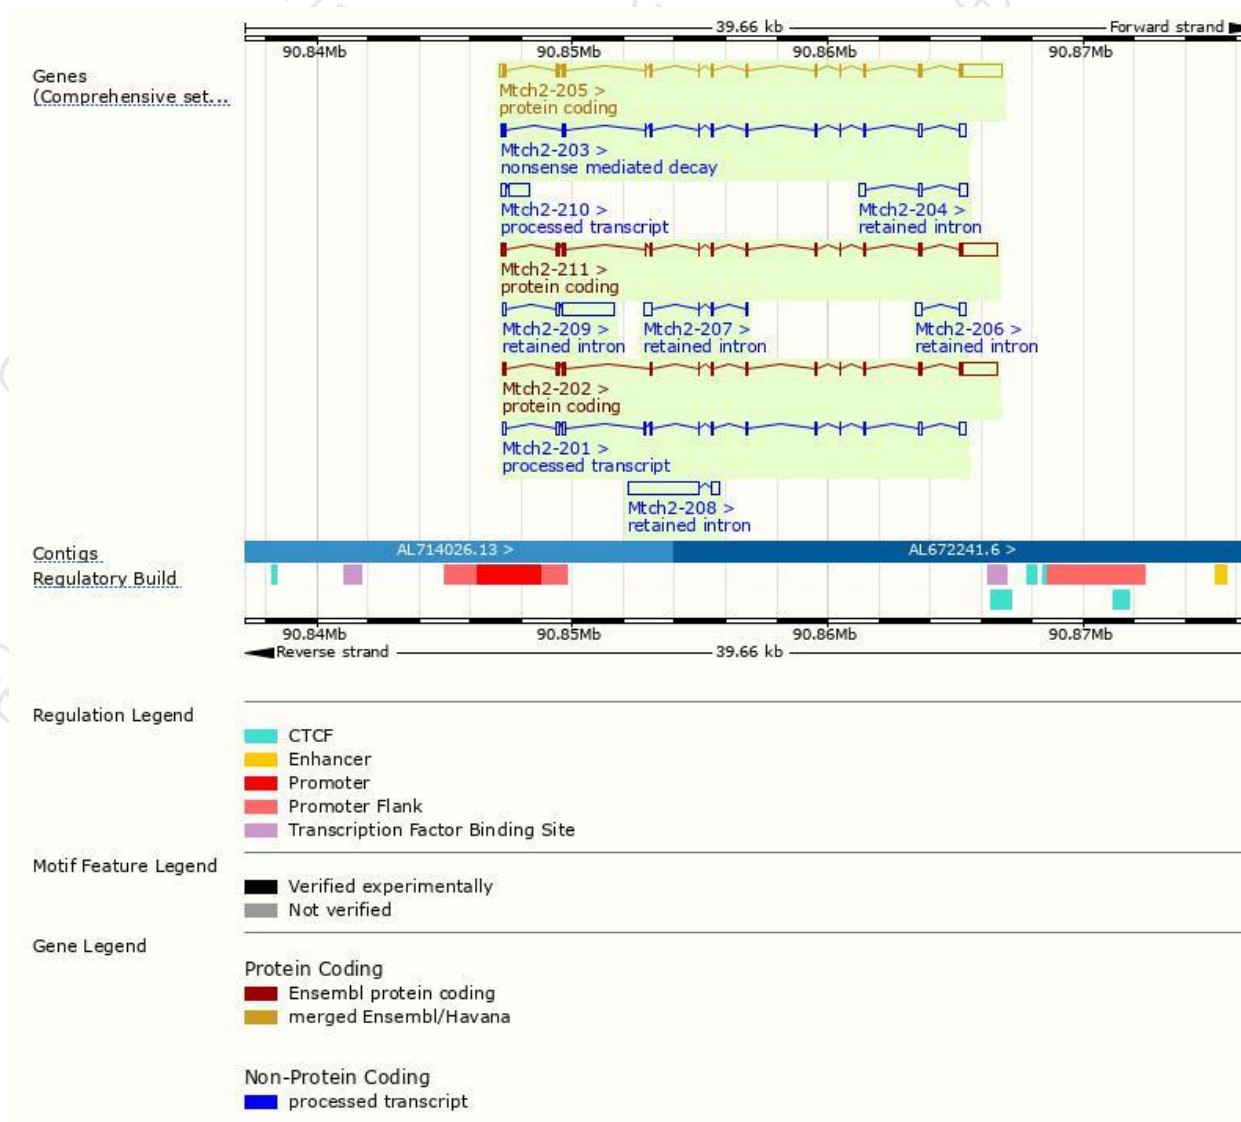 39.66 kb Forward strand
90.84Mb 90.85Mb 90.86Mb 90.87Mb
Genes
(Comprehensive set...
Mtch2-205 >
protein coding
Mtch2-203 >
nonsense mediated decay
Mtch2-210 > Mtch2-204 >
processed transcript retained intron
Mtch2-211 >
protein coding
Mtch2-209 > Mtch2-207 > Mtch2-206 >
retained intron retained intron retained intron
Mtch2-202 >
protein coding
Mtch2-201 >
processed transcript
Mtch2-208 >
retained intron
Contigs AL714026.13 > AL672241.6 >
Regulatory Build
90.84Mb 90.85Mb 90.86Mb 90.87Mb
Reverse strand 39.66 kb
Regulation Legend
CTCF
Enhancer
Promoter
Promoter Flank
Transcription Factor Binding Site
Motif Feature Legend
Verified experimentally
Not verified
Gene Legend
Protein Coding
Ensembl protein coding
merged Ensembl/Havana
Non-Protein Coding
processed transcript